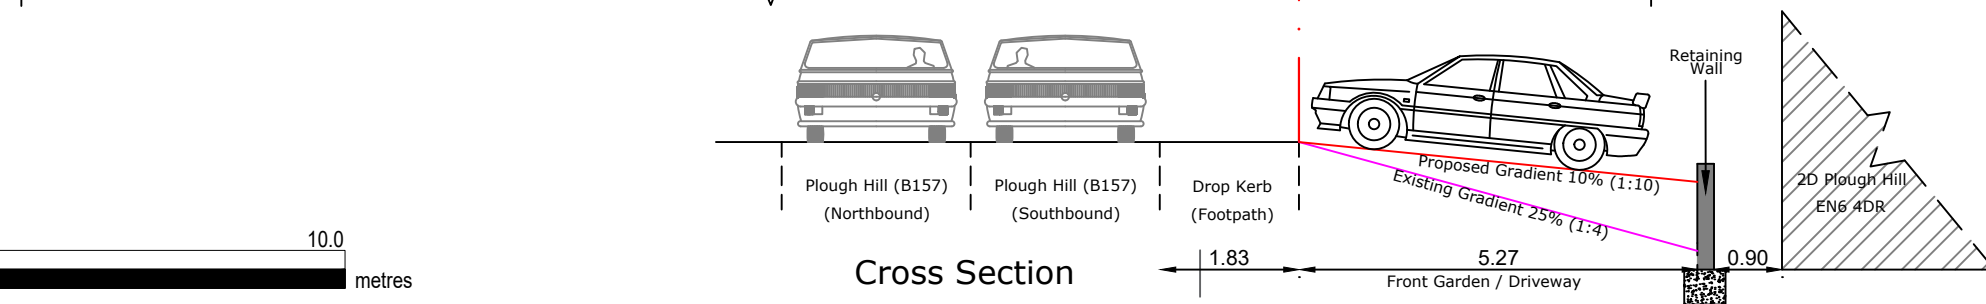 Retaining
Wall
Proposed Gradient 10% (1:10)
Existing Gradient 25% (1:4)
Plough Hill (B157)
(Northbound)
Plough Hill (B157)
(Southbound)
Drop Kerb
(Footpath)
2D Plough Hill
EN6 4DR
10.0
metres
Cross Section
1.83
5.27
0.90
Front Garden / Driveway